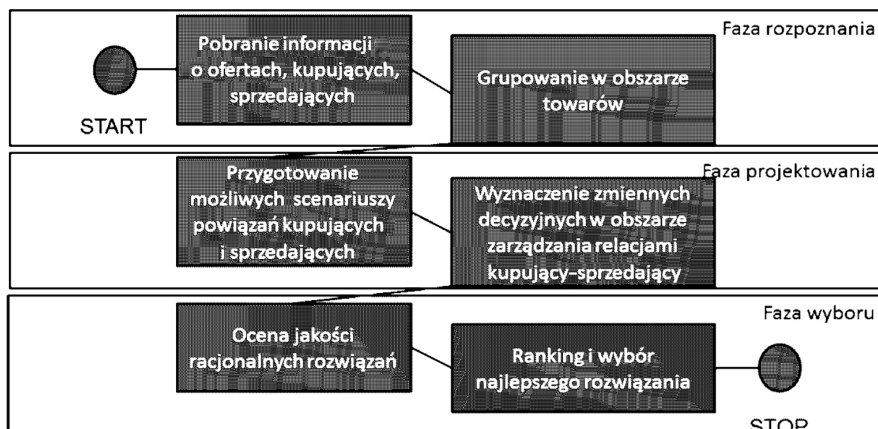 Faza rozpoznania
Pobranie informacji
o ofertach, kupujących,
sprzedających
START
Grupowanie w obszarze
towarów
Faza projektowania
Przygotowanie
możliwych scenariuszy
powiązań kupujących
i sprzedających
Wyznaczenie zmiennych
decyzyjnych w obszarze
zarządzania relacjami
kupujący-sprzedający
Faza wyboru
Ocena jakości
racjonalnych rozwiązań
Ranking i wybór
najlepszego rozwiązania
STOP